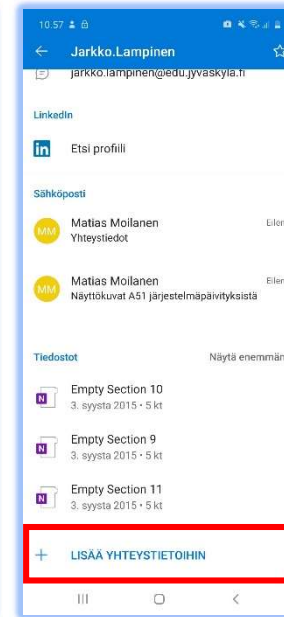 10.57
Jarkko.Lampinen
jarkko.lampinen@edu.jyvaskyla.fi
LinkedIn
in Etsi profiili
Sähköposti
MM Matias Moilanen Eilen
Yhteystiedot
MM Matias Moilanen Eilen
Näyttökuvat A51 järjestelmäpäivityksistä
Tiedostot Näytä enemmän
N Empty Section 10
3. syysta 2015 • 5 kt
N Empty Section 9
3. syysta 2015 • 5 kt
N Empty Section 11
3. syysta 2015 • 5 kt
+ LISÄÄ YHTEYSTIETOIHIN